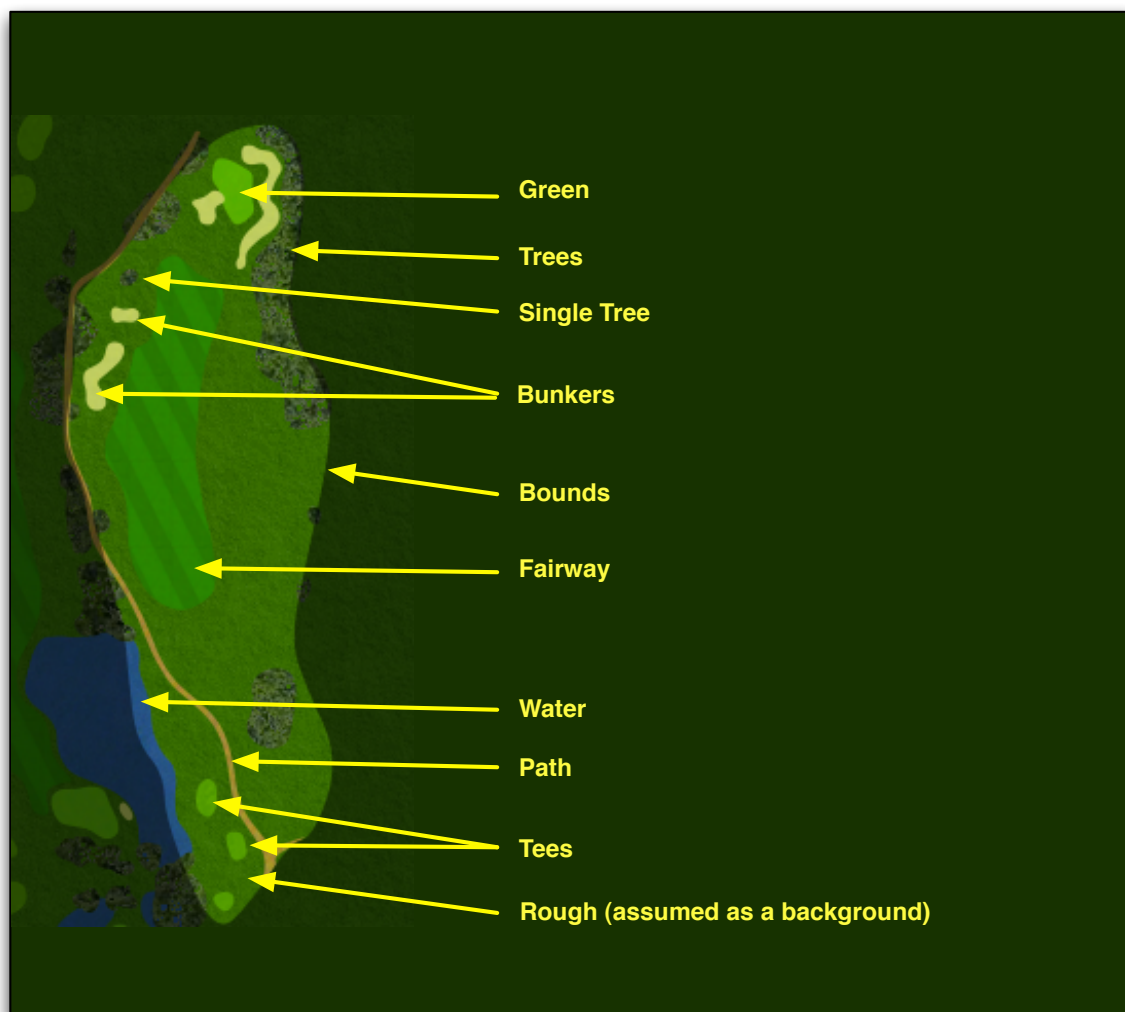 Green
Trees
Single Tree
Bunkers
Bounds
Fairway
Water
Path
Tees
Rough (assumed as a background)